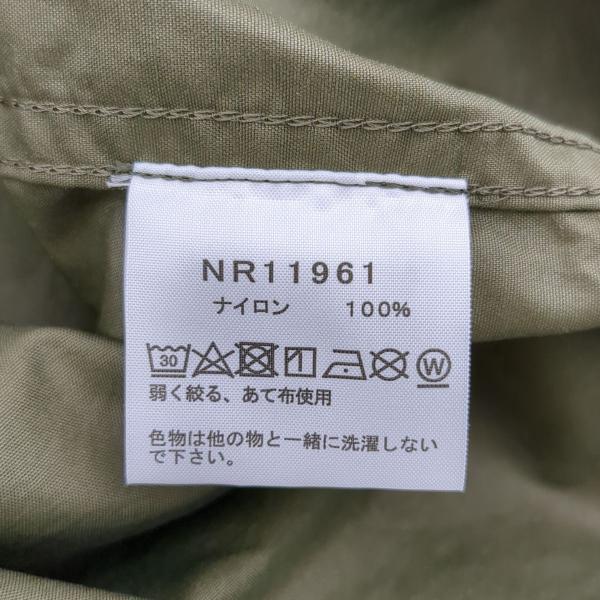 NR11961
ナイロン 100%
30 W
弱く絞る、あて布使用
色物は他の物と一緒に洗濯しない
で下さい。